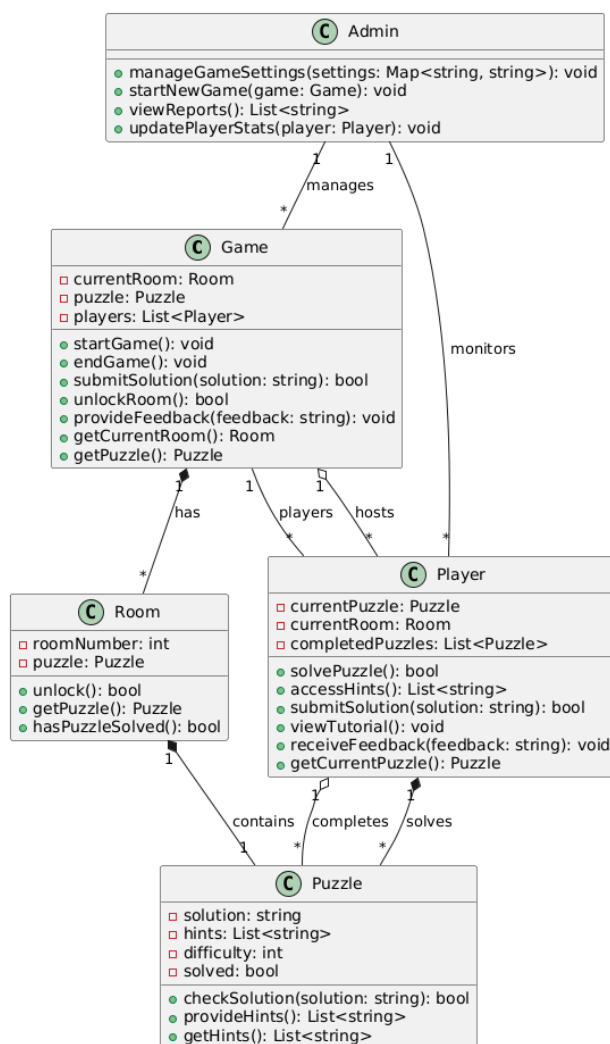 C Admin
manageGameSettings(settings: Map<string, string>): void
startNewGame(game: Game): void
viewReports(): List<string>
updatePlayerStats(player: Player): void
1 1
manages
*
C Game
currentRoom: Room
puzzle: Puzzle
players: List<Player>
startGame(): void
endGame(): void
submitSolution(solution: string): bool
unlockRoom(): bool
provideFeedback(feedback: string): void
getCurrentRoom(): Room
getPuzzle(): Puzzle
monitors
1 1 1
has players hosts
* * * *
C Player
currentPuzzle: Puzzle
currentRoom: Room
completedPuzzles: List<Puzzle>
solvePuzzle(): bool
accessHints(): List<string>
submitSolution(solution: string): bool
viewTutorial(): void
receiveFeedback(feedback: string): void
getCurrentPuzzle(): Puzzle
C Room
roomNumber: int
puzzle: Puzzle
unlock(): bool
getPuzzle(): Puzzle
hasPuzzleSolved(): bool
1 1 1
contains completes solves
1 * *
C Puzzle
solution: string
hints: List<string>
difficulty: int
solved: bool
checkSolution(solution: string): bool
provideHints(): List<string>
getHints(): List<string>